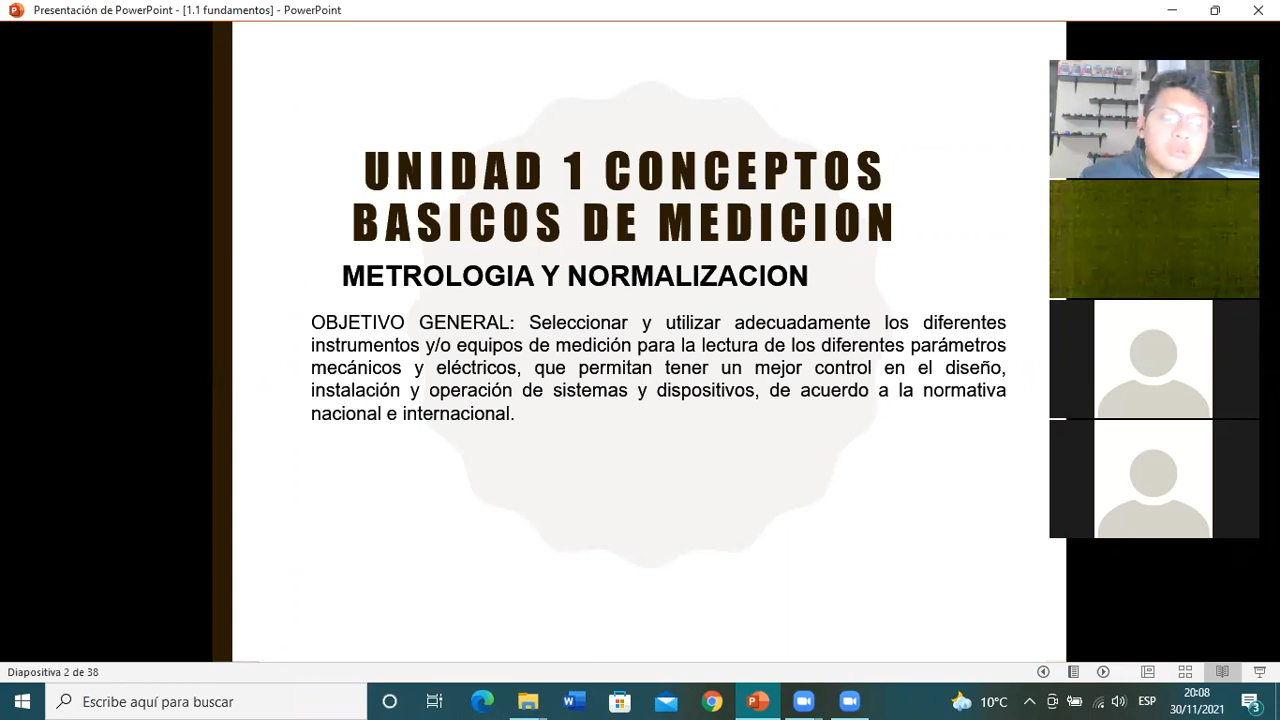 Presentación de PowerPoint - [1.1 fundamentos] - PowerPoint
UNIDAD 1 CONCEPTOS
BASICOS DE MEDICION
METROLOGIA Y NORMALIZACION
OBJETIVO GENERAL: Seleccionar y utilizar adecuadamente los diferentes
instrumentos y/o equipos de medición para la lectura de los diferentes parámetros
mecánicos y eléctricos, que permitan tener un mejor control en el diseño,
instalación y operación de sistemas y dispositivos, de acuerdo a la normativa
nacional e internacional.
Diapositiva 2 de 38
Escribe aquí para buscar
10°C
ESP
20:08
30/11/2021
3